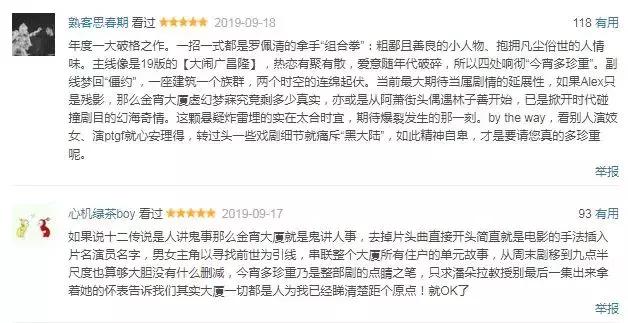 熟客思春期 看过 ★★★★★ 2019-09-18 118 有用
年度一大破格之作。一招一式都是罗佩清的拿手“组合拳”：粗鄙且善良的小人物、抱拥凡尘俗世的人情
味。主线像是19版的【大闹广昌隆】，热恋有聚有散，爱意随年代破碎，所以四处响彻“今宵多珍重”。副
线梦回“僵约”，一座建筑一个族群，两个时空的连绵起伏。当前最大期待当属剧情的延展性，如果Alex只
是残影，那么金宵大厦虚幻梦寐究竟剩多少真实，亦或是从阿萧街头偶遇林子善开始，已是掀开时代碰
撞剧目的幻海奇情。这颗悬疑炸雷埋的实在太合时宜，期待爆裂发生的那一刻。by the way，看别人演妓
女、演ptgf就心安理得，转过头一些戏剧细节就痛斥“黑大陆”，如此精神自卑，才是要请您真的多珍重
呢。
举报
心机绿茶boy 看过 ★★★★★ 2019-09-17 93 有用
如果说十二传说是人讲鬼事那么金宵大厦就是鬼讲人事，去掉片头曲直接开头简直就是电影的手法插入
片名演员名字，男女主角以寻找前世为引线，串联整个大厦所有住户的单元故事，从周末剧移到九点半
尺度也算够大胆没有什么删减，今宵多珍重乃是整部剧的点睛之笔，只求潘朵拉教授别最后一集出来拿
着她的怀表告诉我们其实大厦一切都是人为我已经睇清楚距个原点！就OK了
举报